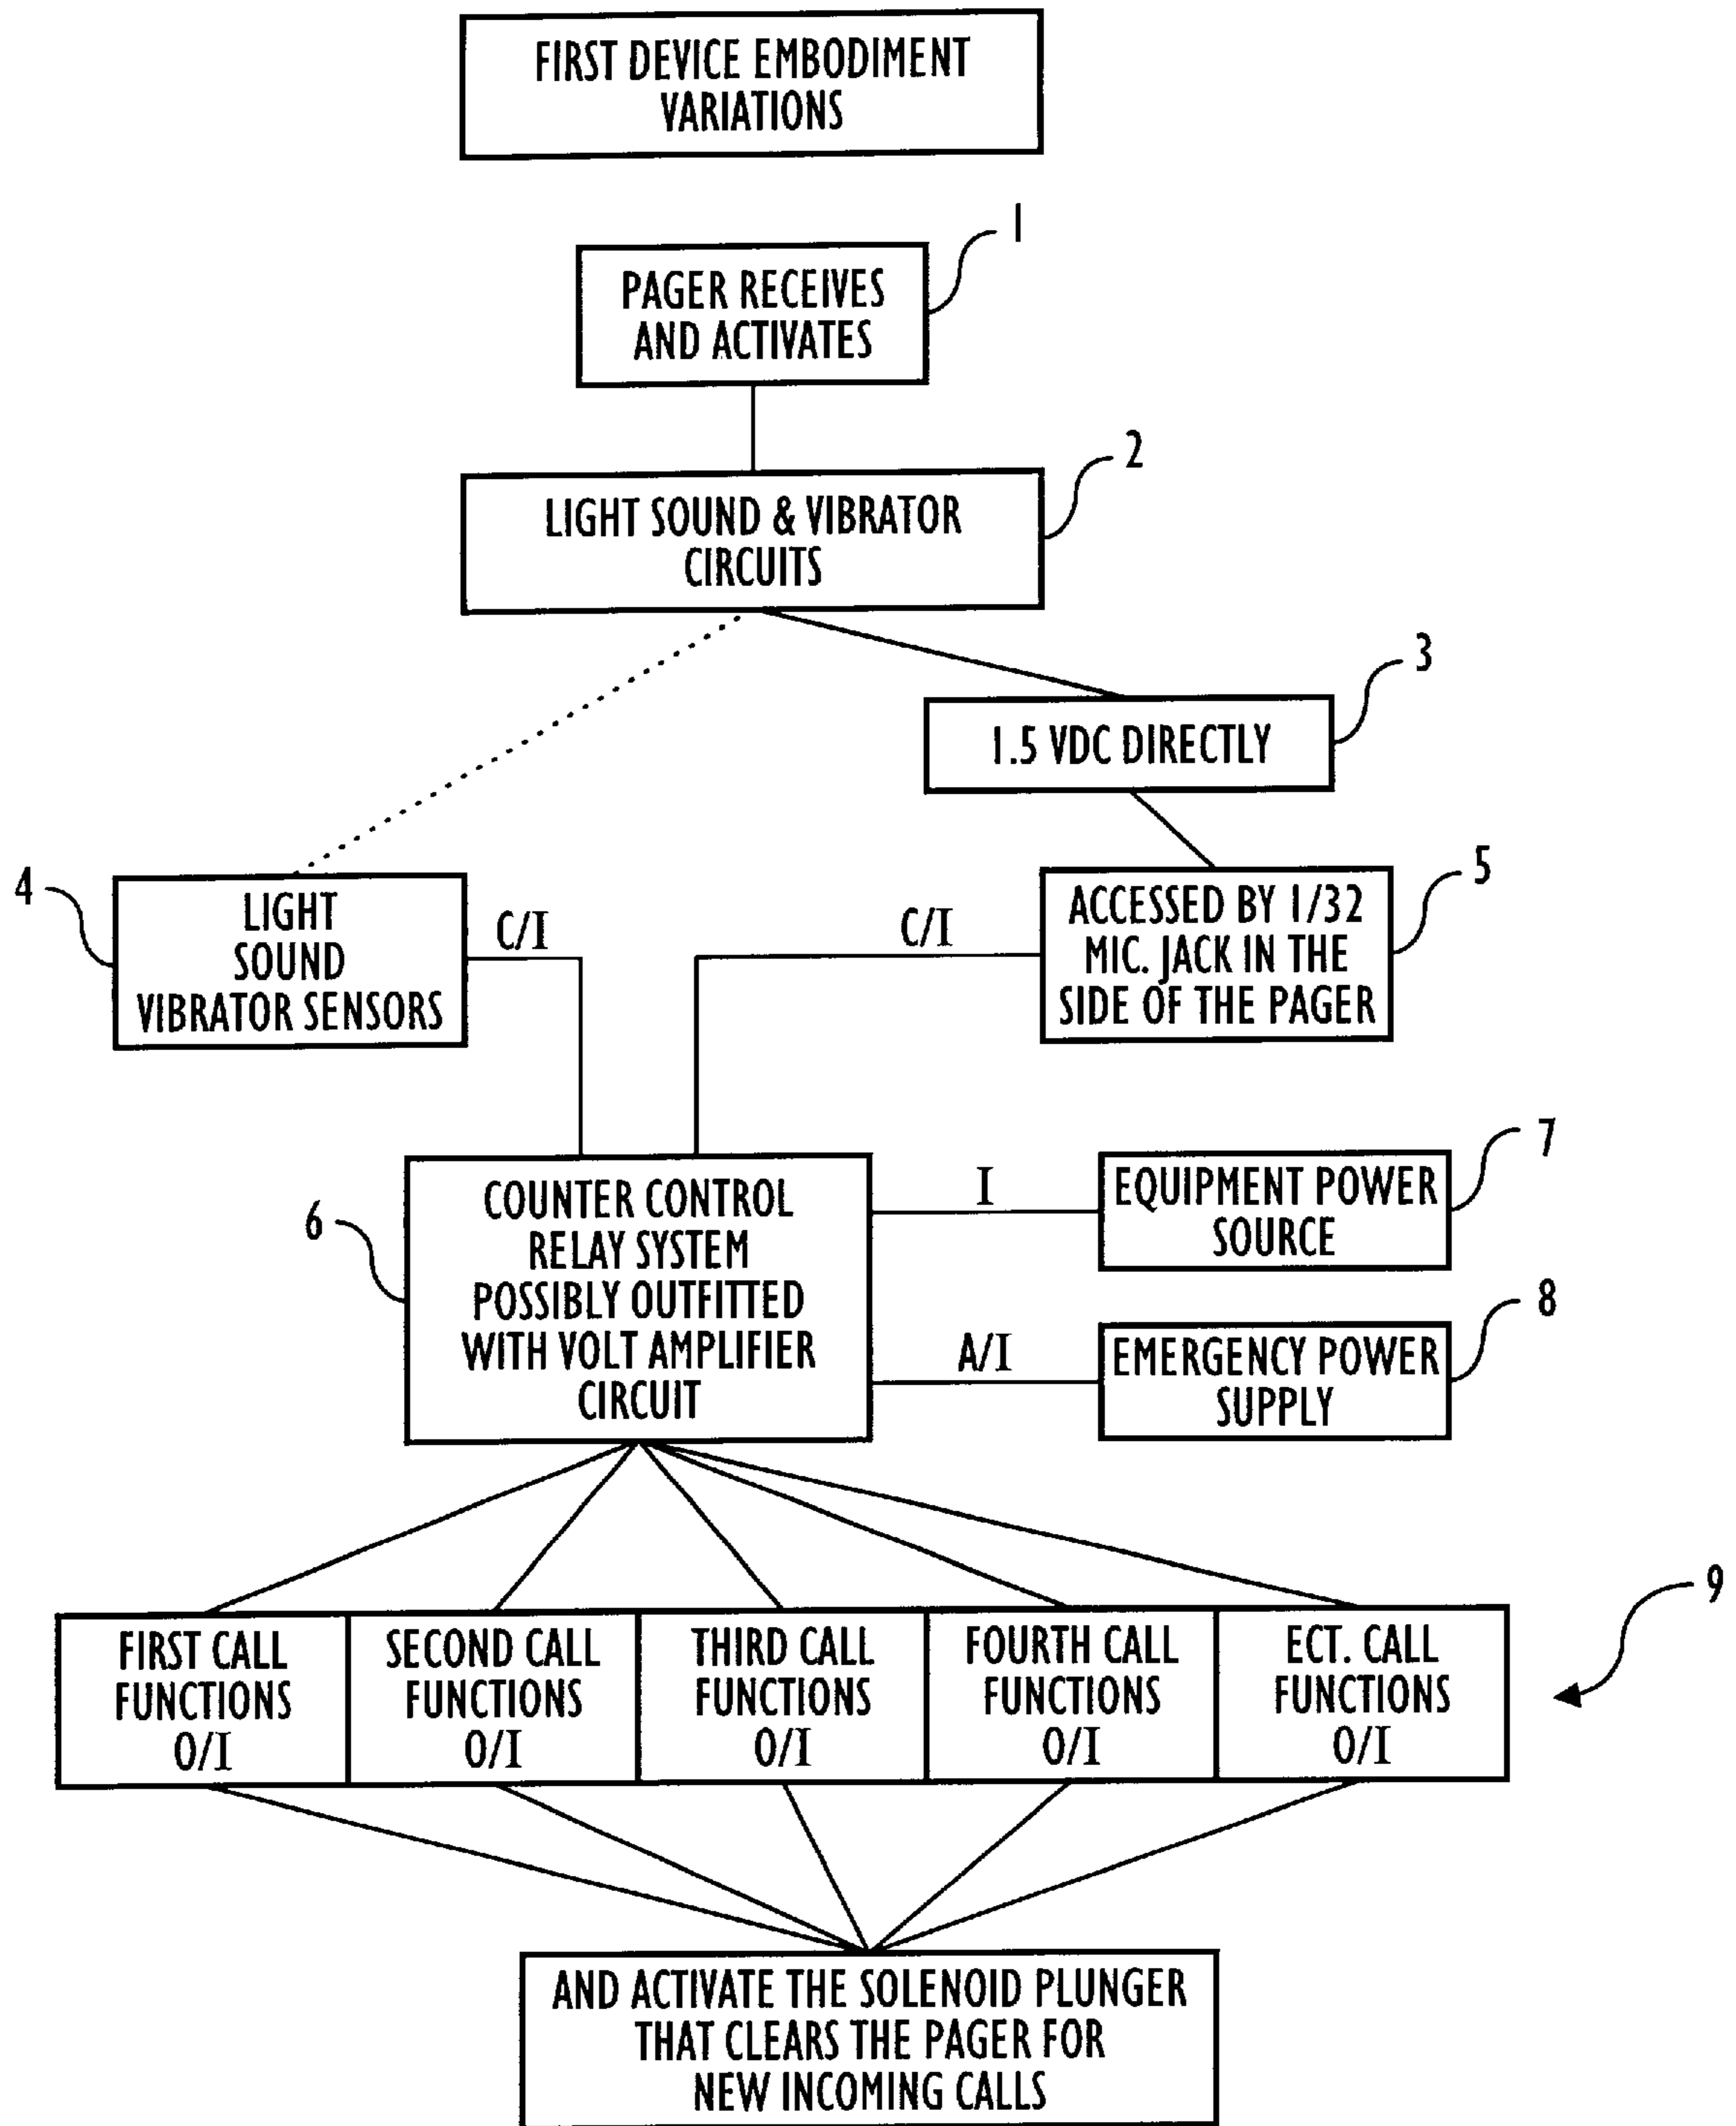 FIRST DEVICE EMBODIMENT
VARIATIONS
1
PAGER RECEIVES
AND ACTIVATES
2
LIGHT SOUND & VIBRATOR
CIRCUITS
3
1.5 VDC DIRECTLY
4
LIGHT
SOUND
VIBRATOR SENSORS
C/I
C/I
5
ACCESSED BY 1/32
MIC. JACK IN THE
SIDE OF THE PAGER
6
COUNTER CONTROL
RELAY SYSTEM
POSSIBLY OUTFITTED
WITH VOLT AMPLIFIER
CIRCUIT
I
7
EQUIPMENT POWER
SOURCE
A/I
8
EMERGENCY POWER
SUPPLY
9
FIRST CALL
FUNCTIONS
O/I
SECOND CALL
FUNCTIONS
O/I
THIRD CALL
FUNCTIONS
O/I
FOURTH CALL
FUNCTIONS
O/I
ECT. CALL
FUNCTIONS
O/I
AND ACTIVATE THE SOLENOID PLUNGER
THAT CLEARS THE PAGER FOR
NEW INCOMING CALLS